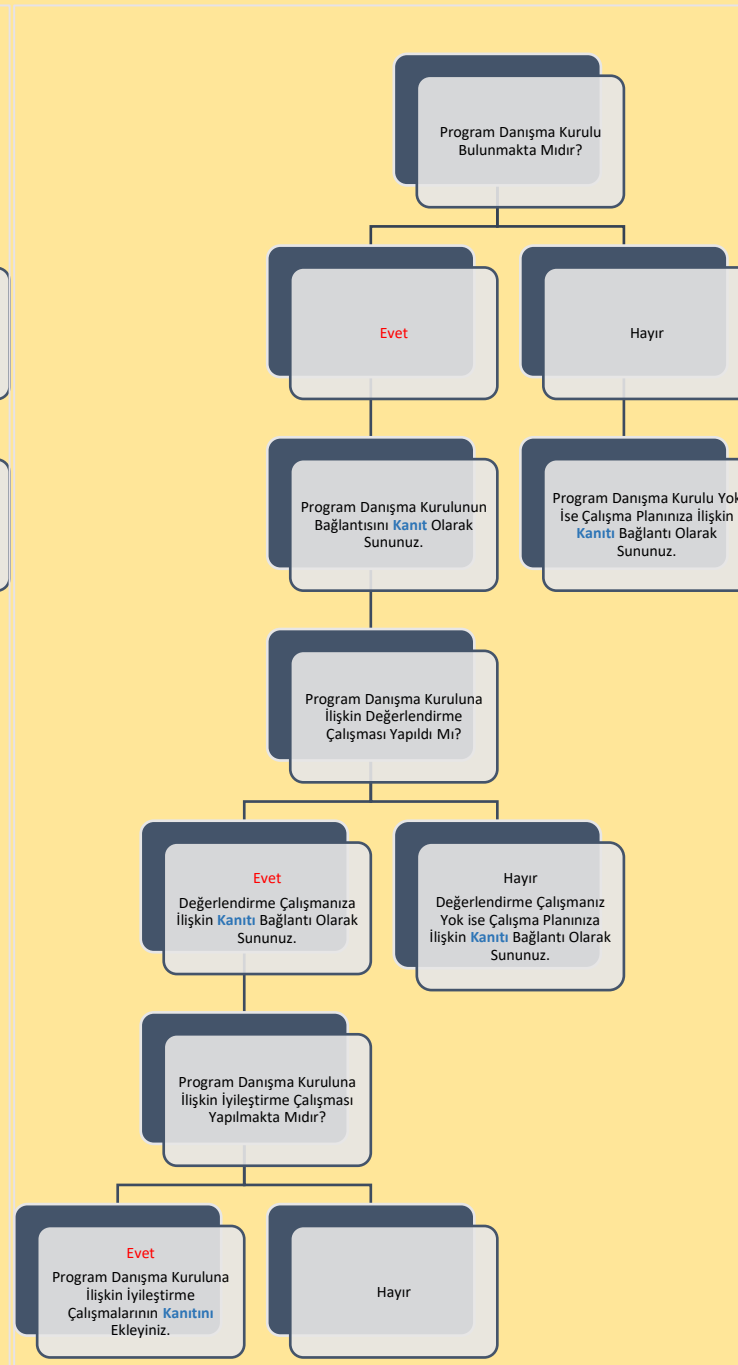 Program Danışma Kurulu
Bulunmakta Mıdır?
Evet
Hayır
Program Danışma Kurulunun
Bağlantısını Kanıt Olarak
Sununuz.
Program Danışma Kurulu Yok
İse Çalışma Planınıza İlişkin
Kanıtı Bağlantı Olarak
Sununuz.
Program Danışma Kuruluna
İlişkin Değerlendirme
Çalışması Yapıldı Mı?
Evet
Değerlendirme Çalışmanıza
İlişkin Kanıtı Bağlantı Olarak
Sununuz.
Hayır
Değerlendirme Çalışmanız
Yok ise Çalışma Planınıza
İlişkin Kanıtı Bağlantı Olarak
Sununuz.
Program Danışma Kuruluna
İlişkin İyileştirme Çalışması
Yapılmakta Mıdır?
Evet
Program Danışma Kuruluna
İlişkin İyileştirme
Çalışmalarının Kanıtını
Ekleyiniz.
Hayır